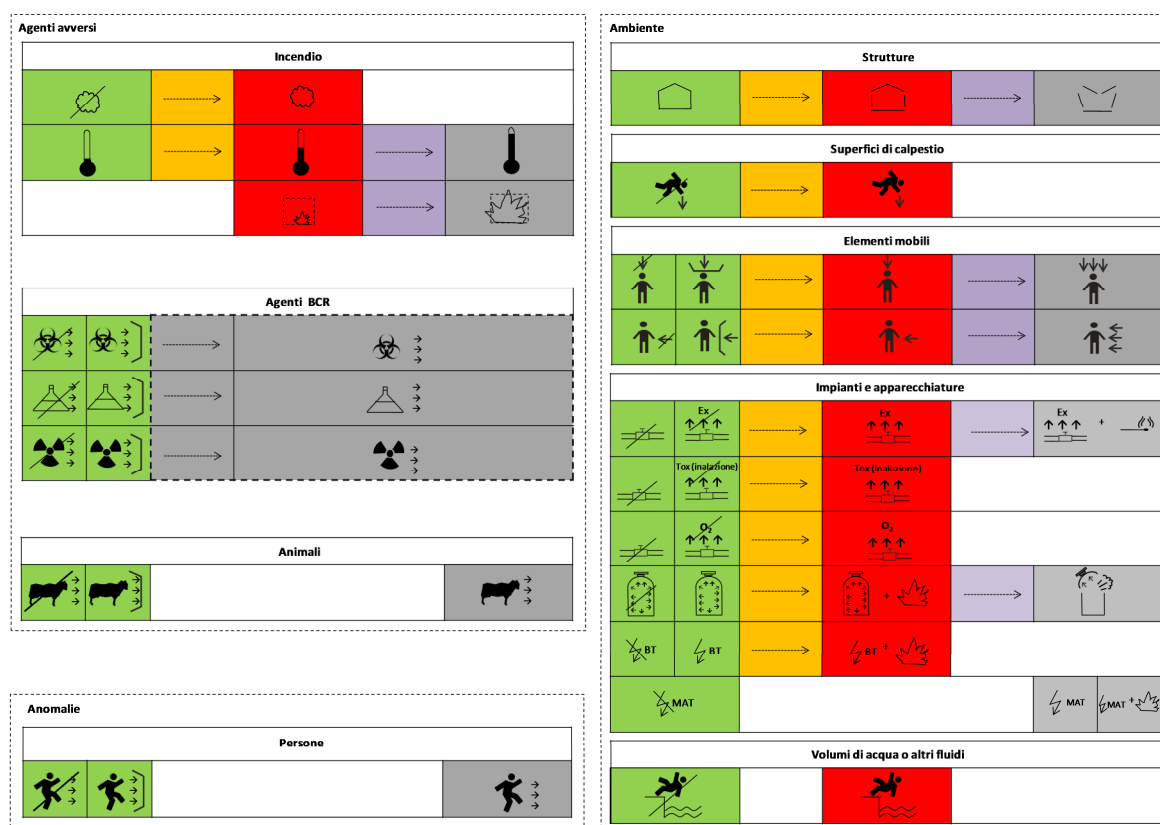 Agenti avversi
Incendio
Agenti BCR
Animali
Anomalie
Persone
Ambiente
Strutture
Superfici di calpestio
Elementi mobili
Impianti e apparecchiature
Ex
Ex
Ex
+
Tox (inalazione)
Tox (inalazione)
O2
O2
+
BT
BT
BT +
MAT
MAT
MAT +
Volumi di acqua o altri fluidi